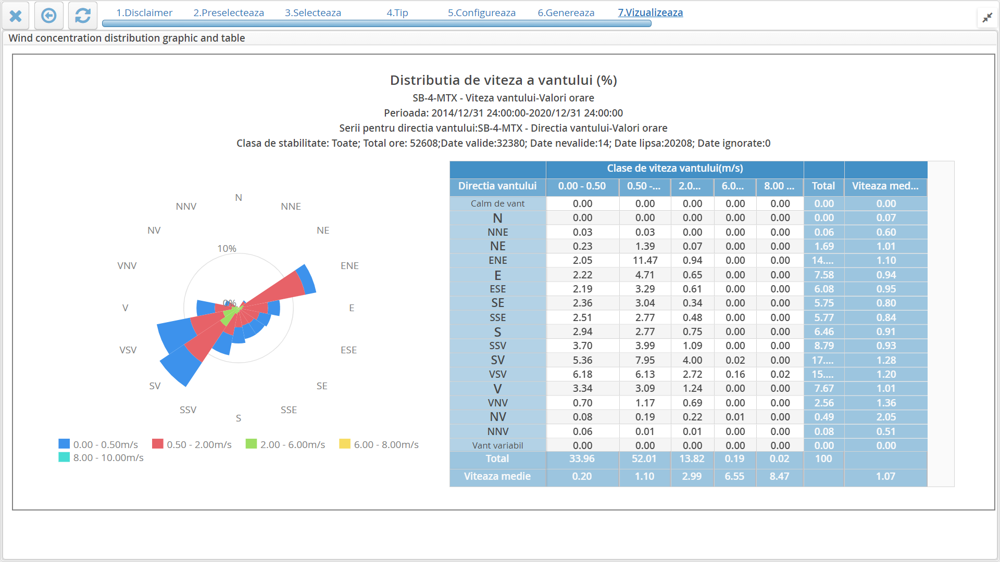 1.Disclaimer 2.Preselecteaza 3.Selecteaza 4.Tip 5.Configureaza 6.Genereaza 7.Vizualizeaza
Wind concentration distribution graphic and table
Distributia de viteza a vantului (%)
SB-4-MTX - Viteza vantului-Valori orare
Perioada: 2014/12/31 24:00:00-2020/12/31 24:00:00
Serii pentru directia vantului:SB-4-MTX - Directia vantului-Valori orare
Clasa de stabilitate: Toate; Total ore: 52608;Date valide:32380; Date nevalide:14; Date lipsa:20208; Date ignorate:0
N
NNV NNE
NV NE
10%
VNV ENE
0%
V E
VSV ESE
SV SE
SSV SSE
S
0.00 - 0.50m/s 0.50 - 2.00m/s 2.00 - 6.00m/s 6.00 - 8.00m/s
8.00 - 10.00m/s
Clase de viteza vantului(m/s)
Directia vantului 0.00 - 0.50 0.50 -... 2.0... 6.0... 8.00 ... Total Viteaza med...
Calm de vant 0.00 0.00 0.00 0.00 0.00 0.00 0.00
N 0.00 0.00 0.00 0.00 0.00 0.00 0.07
NNE 0.03 0.03 0.00 0.00 0.00 0.06 0.60
NE 0.23 1.39 0.07 0.00 0.00 1.69 1.01
ENE 2.05 11.47 0.94 0.00 0.00 14.... 1.10
E 2.22 4.71 0.65 0.00 0.00 7.58 0.94
ESE 2.19 3.29 0.61 0.00 0.00 6.08 0.95
SE 2.36 3.04 0.34 0.00 0.00 5.75 0.80
SSE 2.51 2.77 0.48 0.00 0.00 5.77 0.84
S 2.94 2.77 0.75 0.00 0.00 6.46 0.91
SSV 3.70 3.99 1.09 0.00 0.00 8.79 0.93
SV 5.36 7.95 4.00 0.02 0.00 17.... 1.28
VSV 6.18 6.13 2.72 0.16 0.02 15.... 1.20
V 3.34 3.09 1.24 0.00 0.00 7.67 1.01
VNV 0.70 1.17 0.69 0.00 0.00 2.56 1.36
NV 0.08 0.19 0.22 0.01 0.00 0.49 2.05
NNV 0.06 0.01 0.01 0.00 0.00 0.08 0.51
Vant variabil 0.00 0.00 0.00 0.00 0.00 0.00 0.00
Total 33.96 52.01 13.82 0.19 0.02 100
Viteaza medie 0.20 1.10 2.99 6.55 8.47 1.07